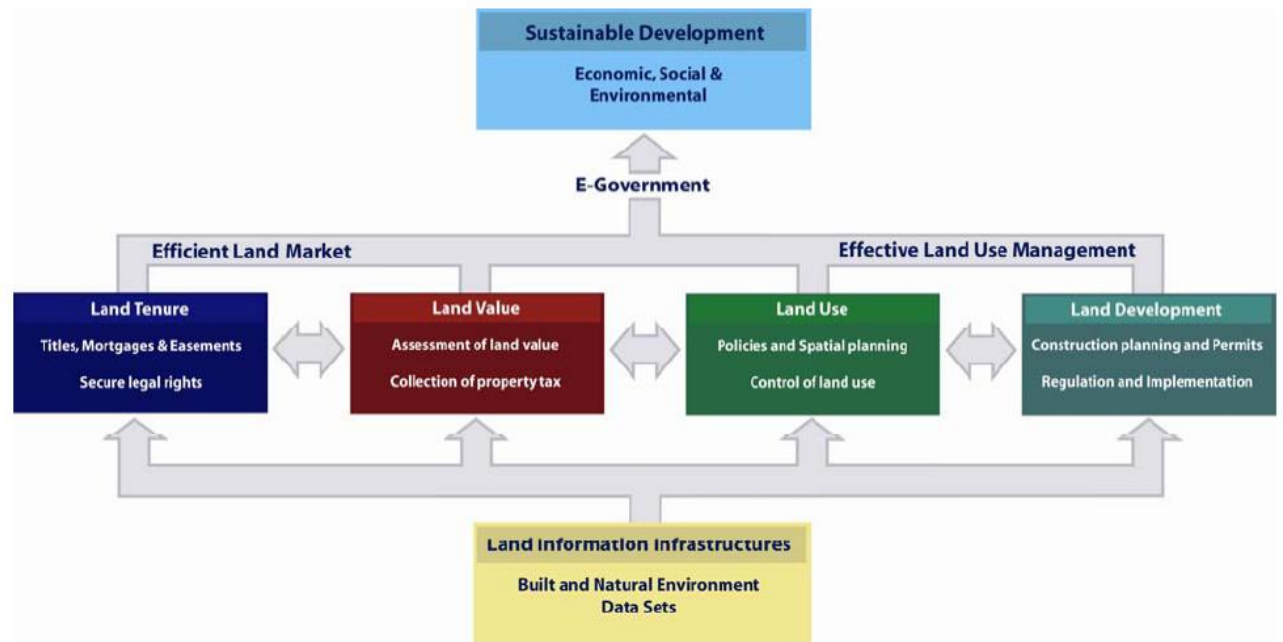 Sustainable Development
Economic, Social &
Environmental
E-Government
Efficient Land Market
Effective Land Use Management
Land Tenure
Titles, Mortgages & Easements
Secure legal rights
Land Value
Assessment of land value
Collection of property tax
Land Use
Policies and Spatial planning
Control of land use
Land Development
Construction planning and Permits
Regulation and Implementation
Land Information Infrastructures
Built and Natural Environment
Data Sets